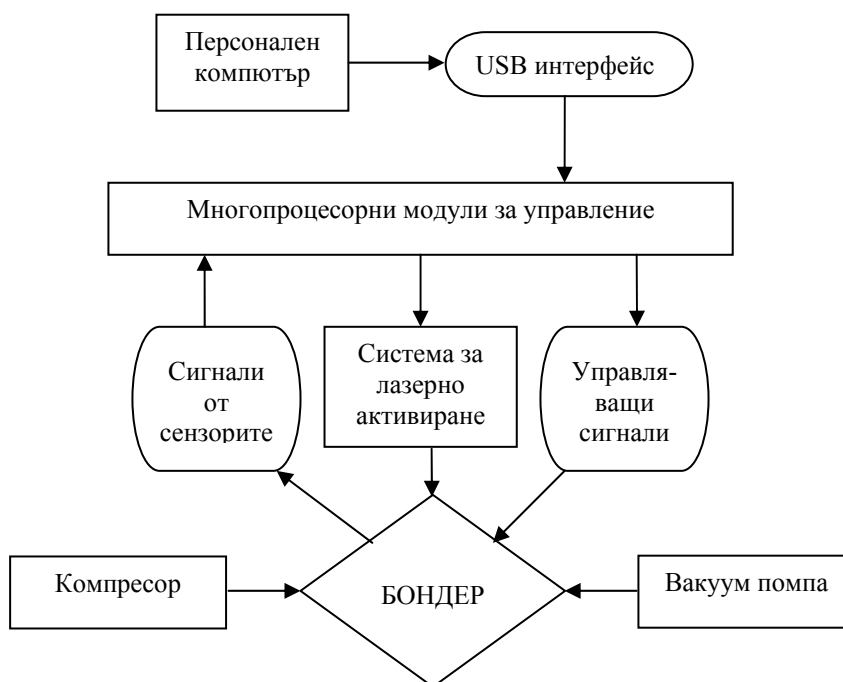 Персонален
компютър
USB интерфейс
Многопроцесорни модули за управление
Сигнали
от
сензорите
Система за
лазерно
активиране
Управля-
ващи
сигнали
Компресор
БОНДЕР
Вакуум помпа